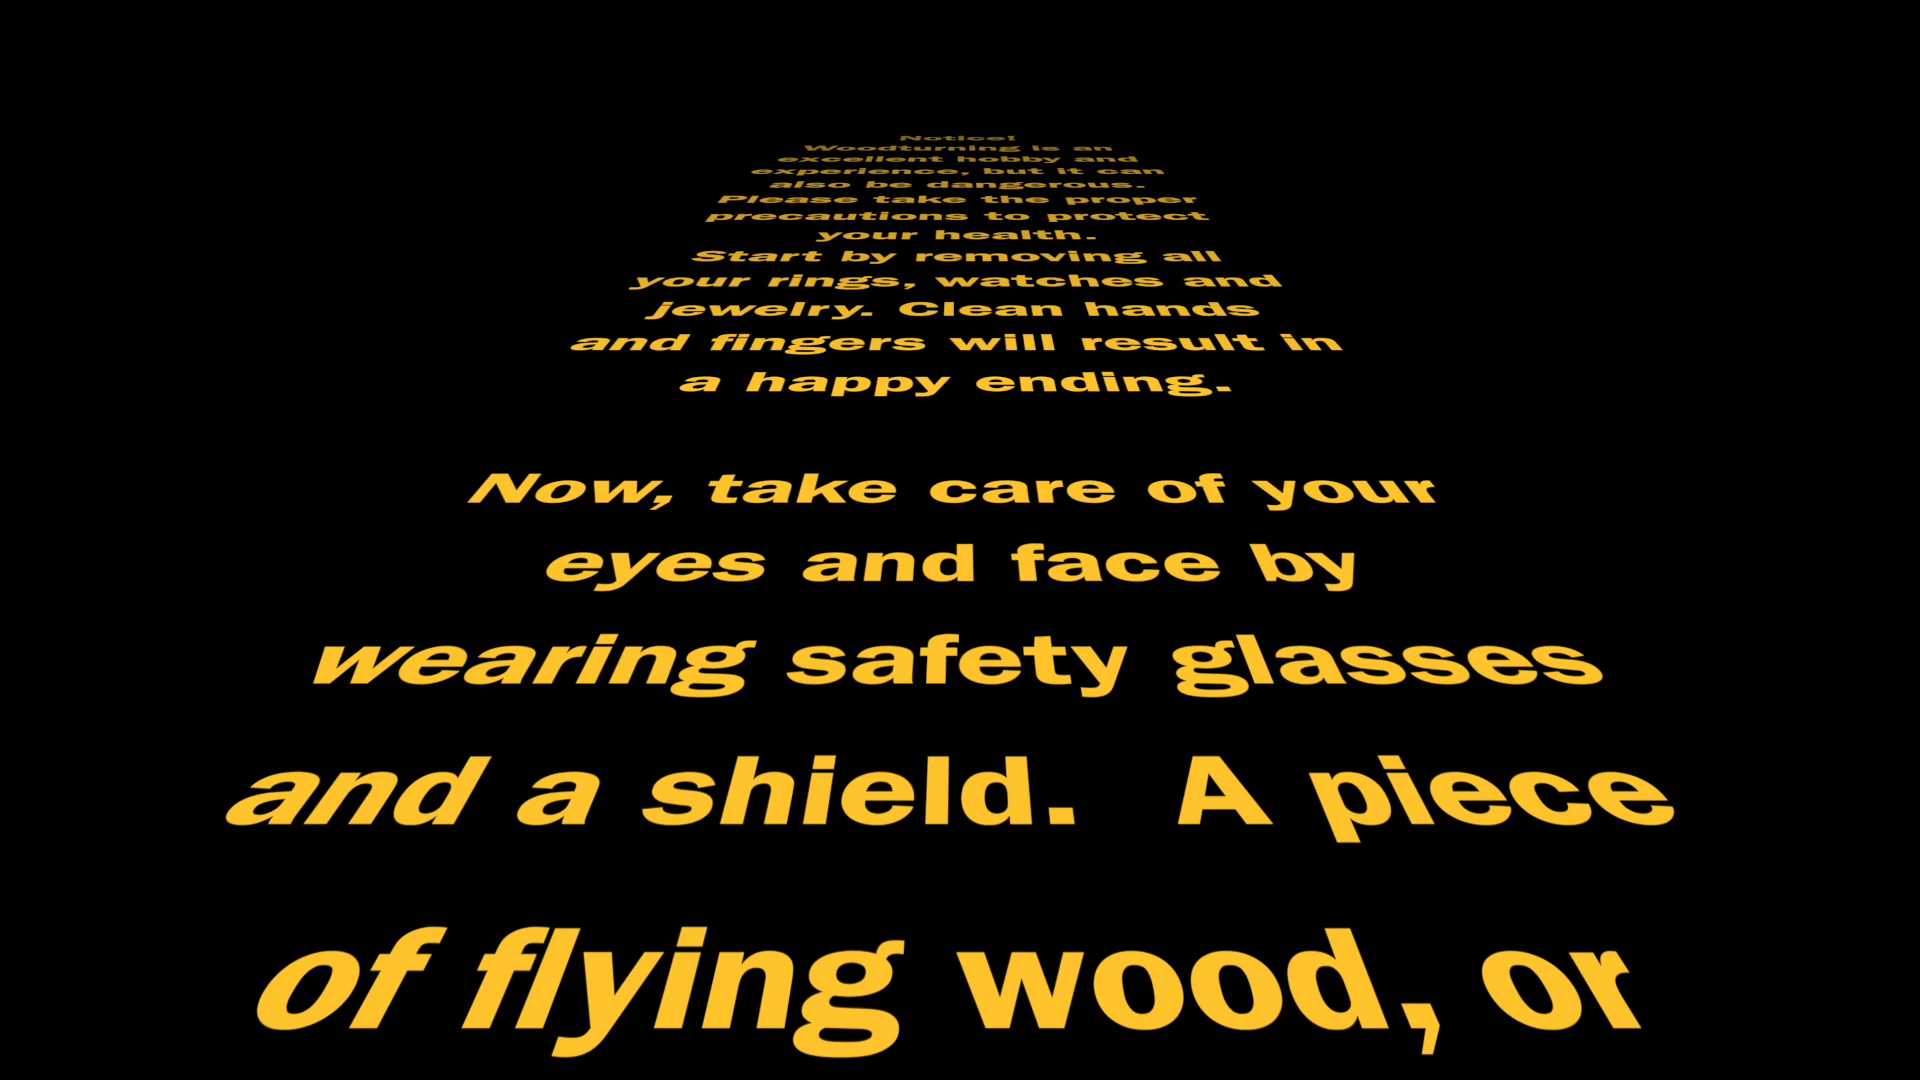 Notice!
Woodturning is an
excellent hobby and
experience, but it can
also be dangerous.
Please take the proper
precautions to protect
your health.
Start by removing all
your rings, watches and
jewelry. Clean hands
and fingers will result in
a happy ending.
Now, take care of your
eyes and face by
wearing safety glasses
and a shield.  A piece
of flying wood, or